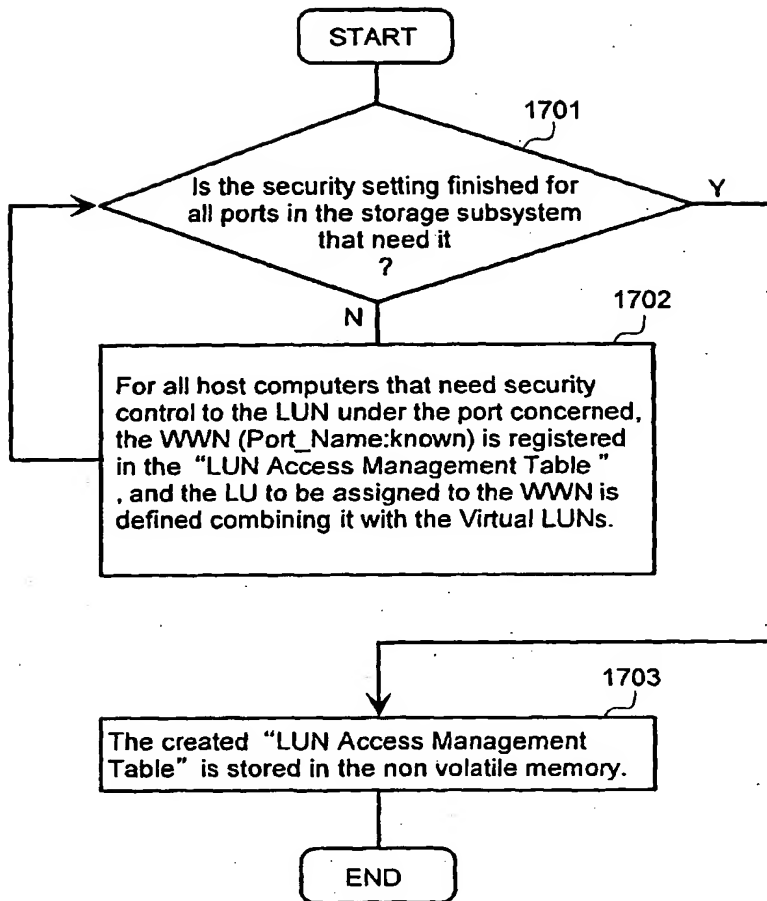 START
1701
Is the security setting finished for
all ports in the storage subsystem
that need it
?
Y
N
1702
For all host computers that need security
control to the LUN under the port concerned,
the WWN (Port_Name:known) is registered
in the “LUN Access Management Table ”
, and the LU to be assigned to the WWN is
defined combining it with the Virtual LUNs.
1703
The created “LUN Access Management
Table” is stored in the non volatile memory.
END